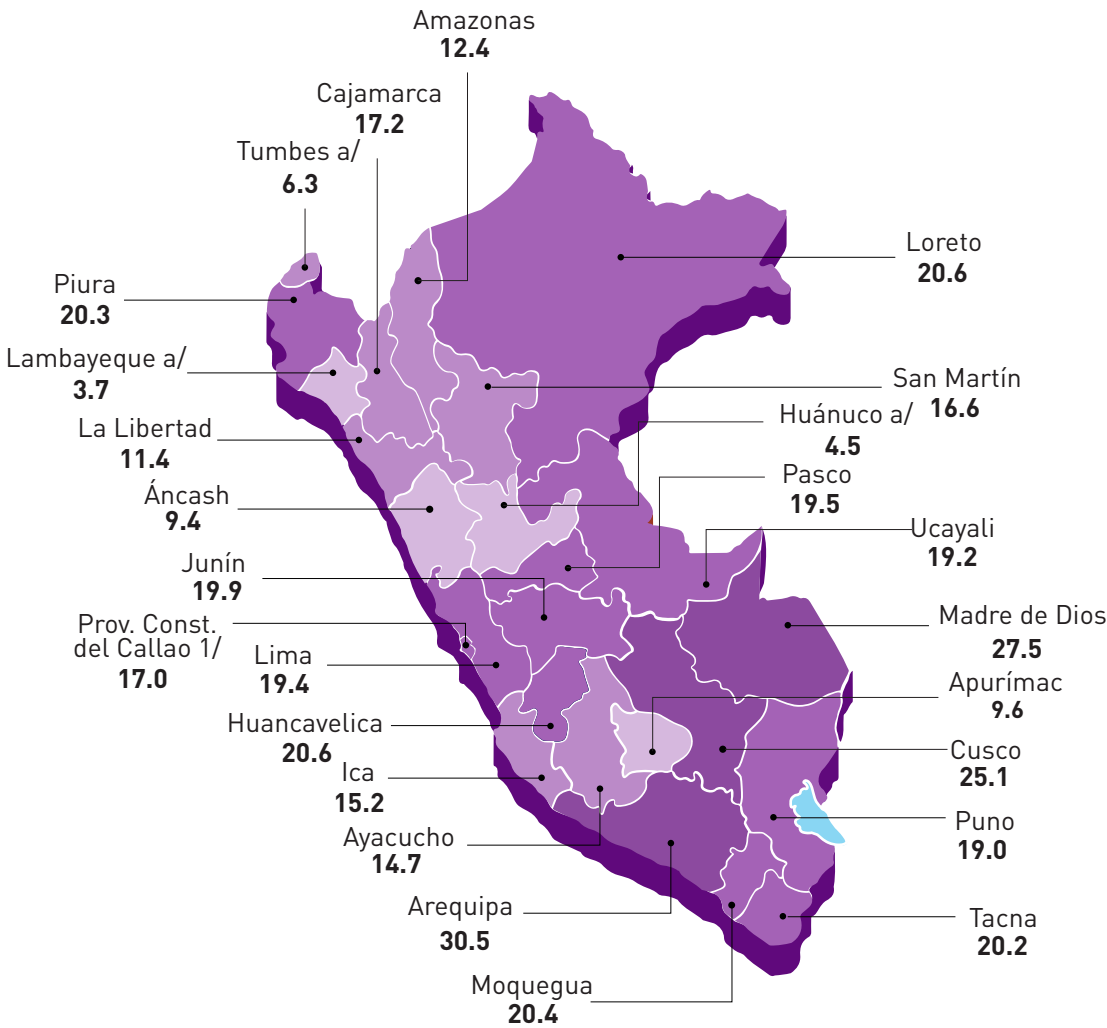 Amazonas
12.4
Cajamarca
17.2
Tumbes a/
6.3
Loreto
20.6
Piura
20.3
Lambayeque a/
3.7
San Martín
16.6
Huánuco a/
4.5
La Libertad
11.4
Pasco
19.5
Áncash
9.4
Ucayali
19.2
Junín
19.9
Madre de Dios
27.5
Prov. Const.
del Callao 1/
17.0
Lima
19.4
Apurímac
9.6
Huancavelica
20.6
Cusco
25.1
Ica
15.2
Puno
19.0
Ayacucho
14.7
Arequipa
30.5
Tacna
20.2
Moquegua
20.4